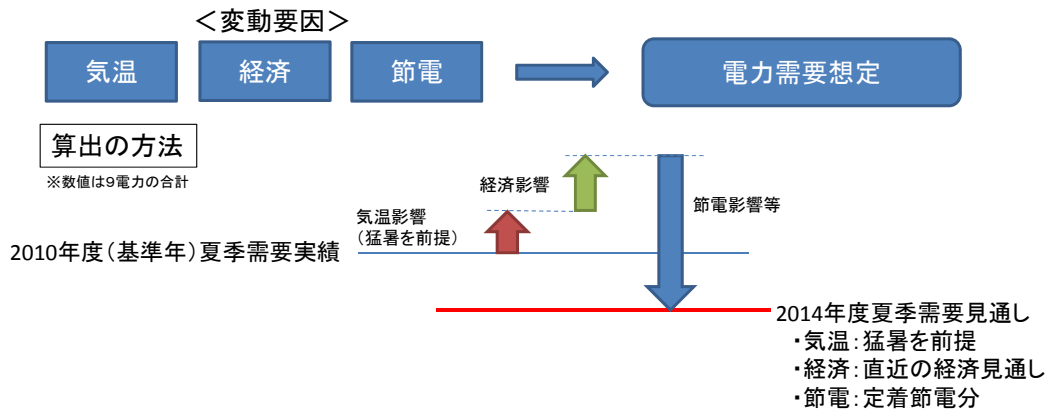 ＜変動要因＞
気温
経済
節電
電力需要想定
算出の方法
※数値は9電力の合計
経済影響
節電影響等
気温影響
（猛暑を前提）
2010年度（基準年）夏季需要実績
2014年度夏季需要見通し
・気温：猛暑を前提
・経済：直近の経済見通し
・節電：定着節電分